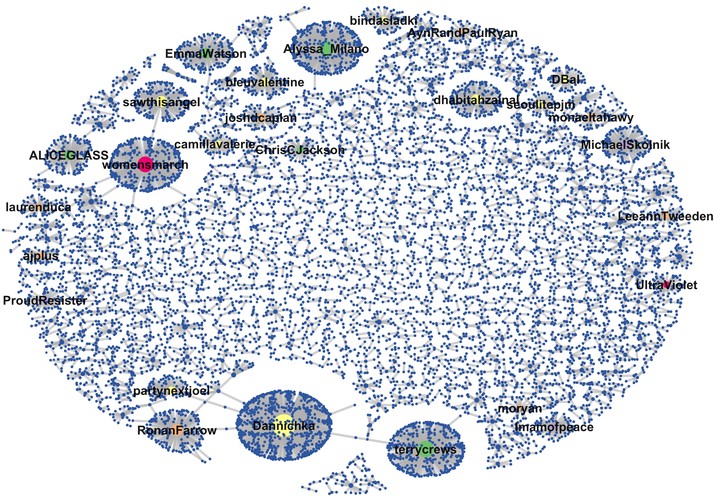 bindasladki
AynRandPaulRyan
EmmaWatson
Alyssa_Milano
DBal
bleuvalentine
sawthisangel
dhabitahzainal
seoulitepjm
joshdcaplan
monaeltahawy
camillavalerie
ChrisCJackson
MichaelSkolnik
ALICEGLASS
womensmarch
laurenduca
LeeannTweeden
ajplus
UltraViolet
ProudResister
partynextjoel
moryan
Dannichka
RonanFarrow
Imamofpeace
terrycrews